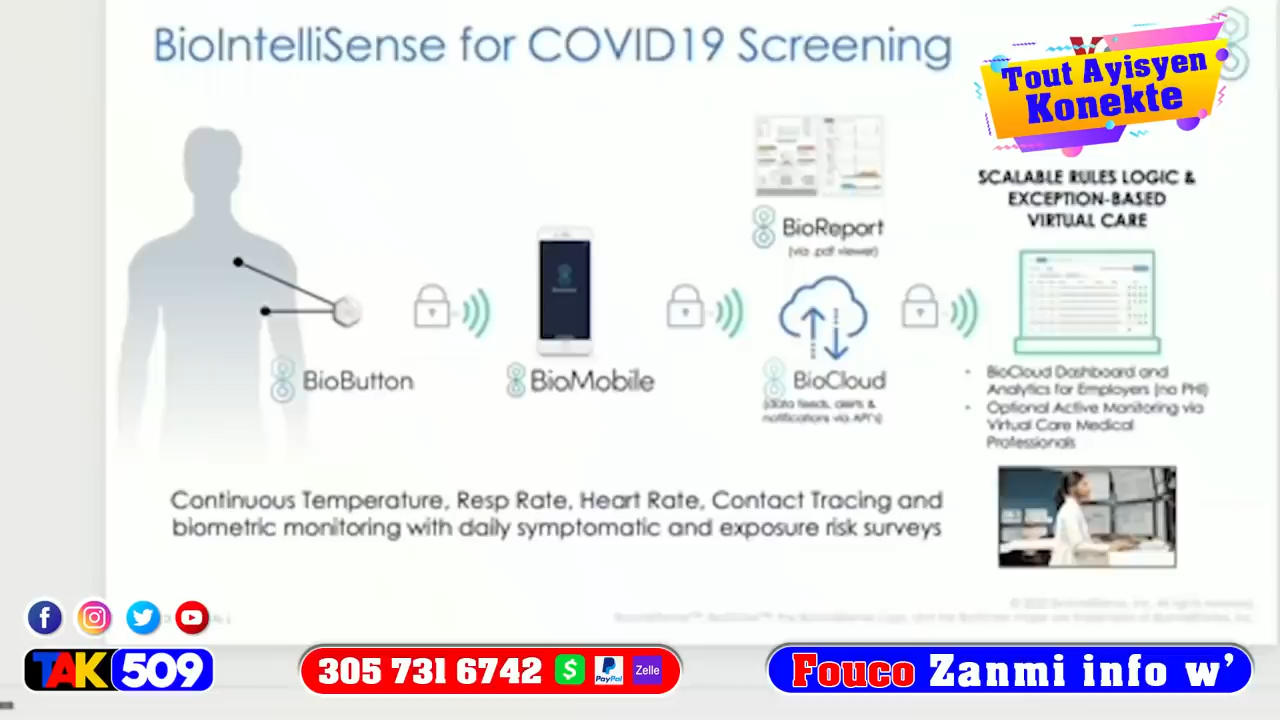 BioIntelliSense for COVID19 Screening
Tout Ayisyen
Konekte
SCALABLE RULES LOGIC &
EXCEPTION-BASED
VIRTUAL CARE
BioReport
(via .pdf viewer)
BioButton
BioMobile
BioCloud
(data feeds, alerts &
notifications via API's)
• BioCloud Dashboard and
Analytics for Employers (no PHI)
• Optional Active Monitoring via
Virtual Care Medical
Professionals
Continuous Temperature, Resp Rate, Heart Rate, Contact Tracing and
biometric monitoring with daily symptomatic and exposure risk surveys
TAK 509
305 731 6742
PayPal
Zelle
Fouco Zanmi info w'